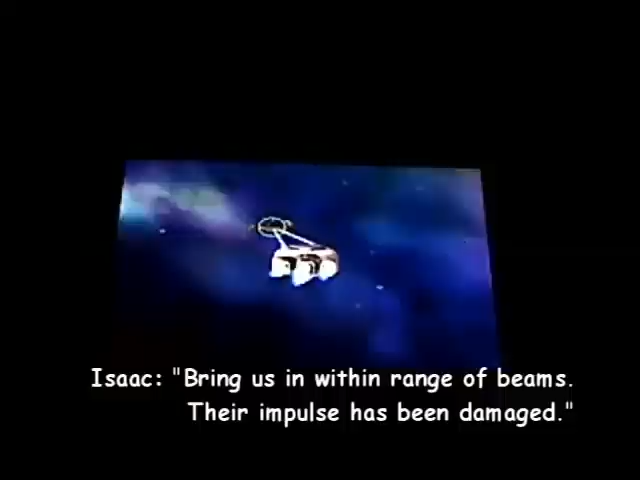 Isaac: "Bring us in within range of beams.
Their impulse has been damaged."